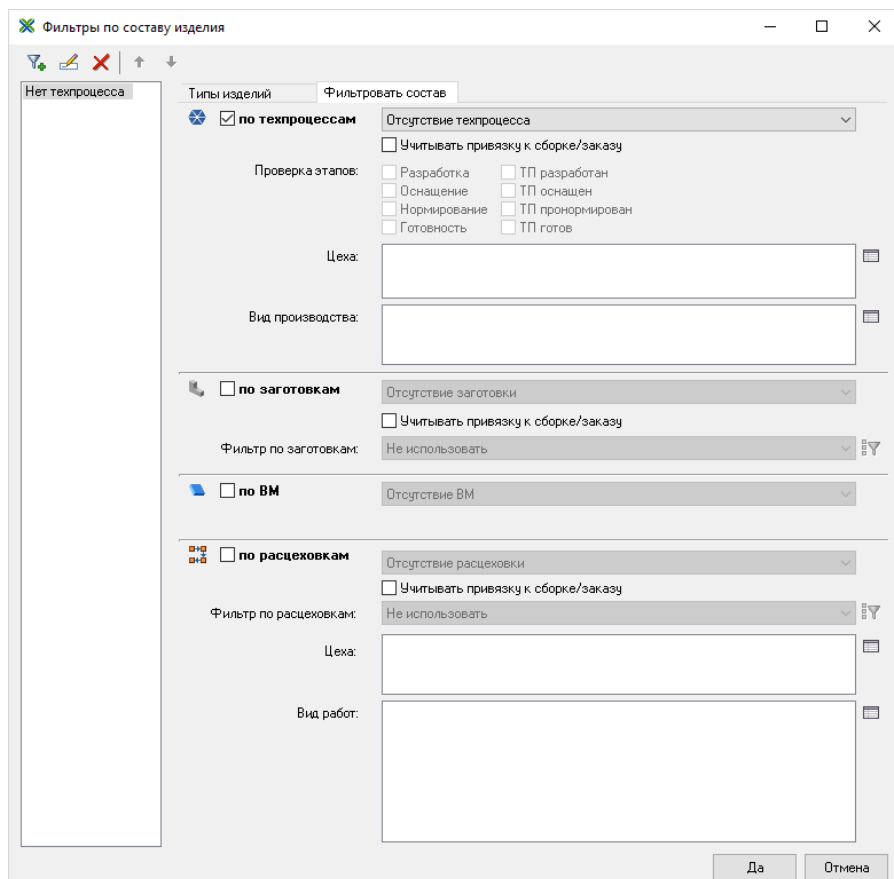 Фильтры по составу изделия
Нет техпроцесса
Типы изделий Фильтровать состав
по техпроцессам Отсутствие техпроцесса
Учитывать привязку к сборке/заказу
Проверка этапов: Разработка ТП разработан
Оснащение ТП оснащен
Нормирование ТП пронормирован
Готовность ТП готов
Цеха:
Вид производства:
по заготовкам Отсутствие заготовки
Учитывать привязку к сборке/заказу
Фильтр по заготовкам: Не использовать
по ВМ Отсутствие ВМ
по расцеховкам Отсутствие расцеховки
Учитывать привязку к сборке/заказу
Фильтр по расцеховкам: Не использовать
Цеха:
Вид работ:
Да Отмена